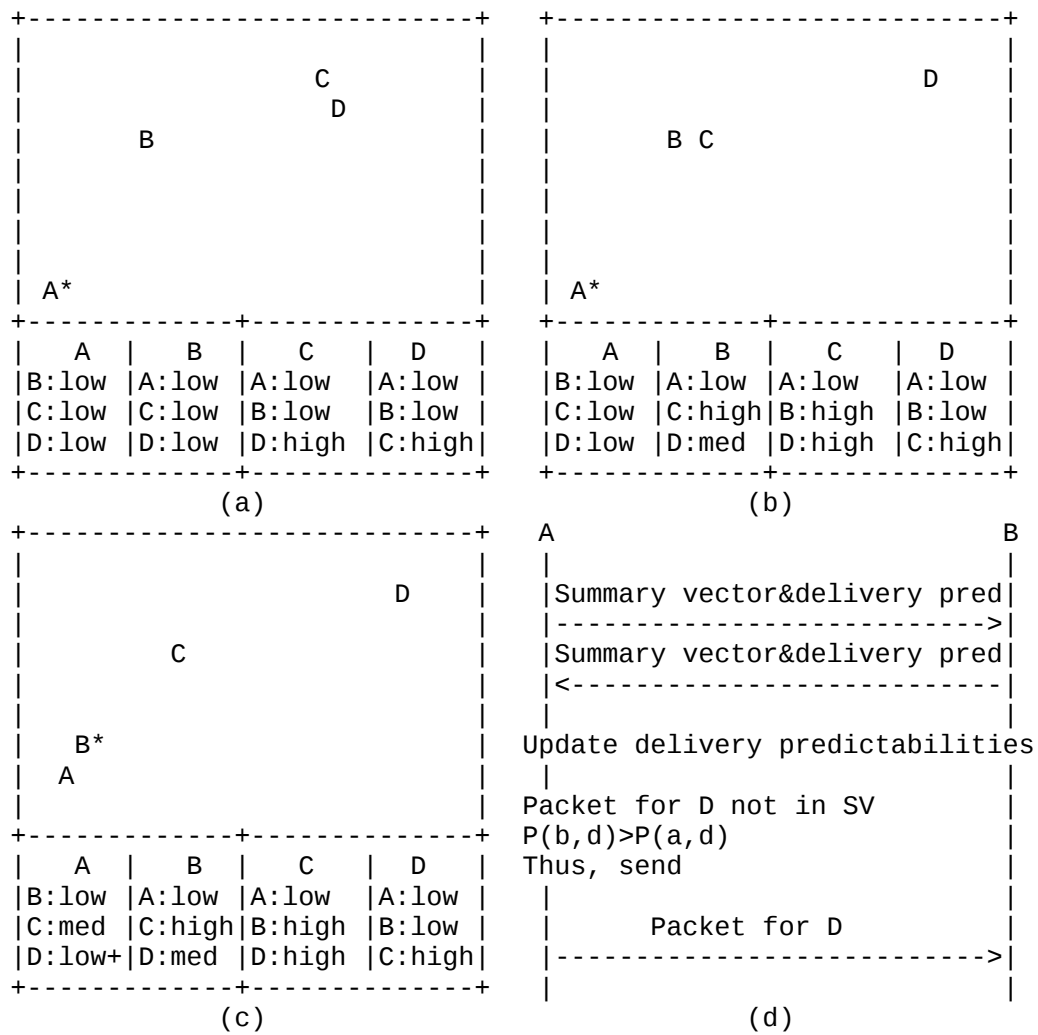 +----------------------------+   +----------------------------+
|                            |   |                            |
|                  C         |   |                       D    |
|                   D        |   |                            |
|       B                    |   |       B C                  |
|                            |   |                            |
|                            |   |                            |
|                            |   |                            |
|                            |   |                            |
| A*                         |   | A*                         |
+-------------+--------------+   +-------------+--------------+
|   A  |   B  |   C   |  D   |   |   A  |   B  |   C   |  D   |
|B:low |A:low |A:low  |A:low |   |B:low |A:low |A:low  |A:low |
|C:low |C:low |B:low  |B:low |   |C:low |C:high|B:high |B:low |
|D:low |D:low |D:high |C:high|   |D:low |D:med |D:high |C:high|
+-------------+--------------+   +-------------+--------------+
             (a)                              (b)
+----------------------------+   A                            B
|                            |   |                            |
|                       D    |   |Summary vector&delivery pred|
|                            |   |--------------------------->|
|         C                  |   |Summary vector&delivery pred|
|                            |   |<---------------------------|
|                            |   |                            |
|   B*                       |  Update delivery predictabilities
|  A                         |   |                            |
|                            |  Packet for D not in SV        |
+-------------+--------------+  P(b,d)>P(a,d)                 |
|   A  |   B  |   C   |  D   |  Thus, send                    |
|B:low |A:low |A:low  |A:low |   |                            |
|C:med |C:high|B:high |B:low |   |      Packet for D          |
|D:low+|D:med |D:high |C:high|   |--------------------------->|
+-------------+--------------+   |                            |
             (c)                              (d)